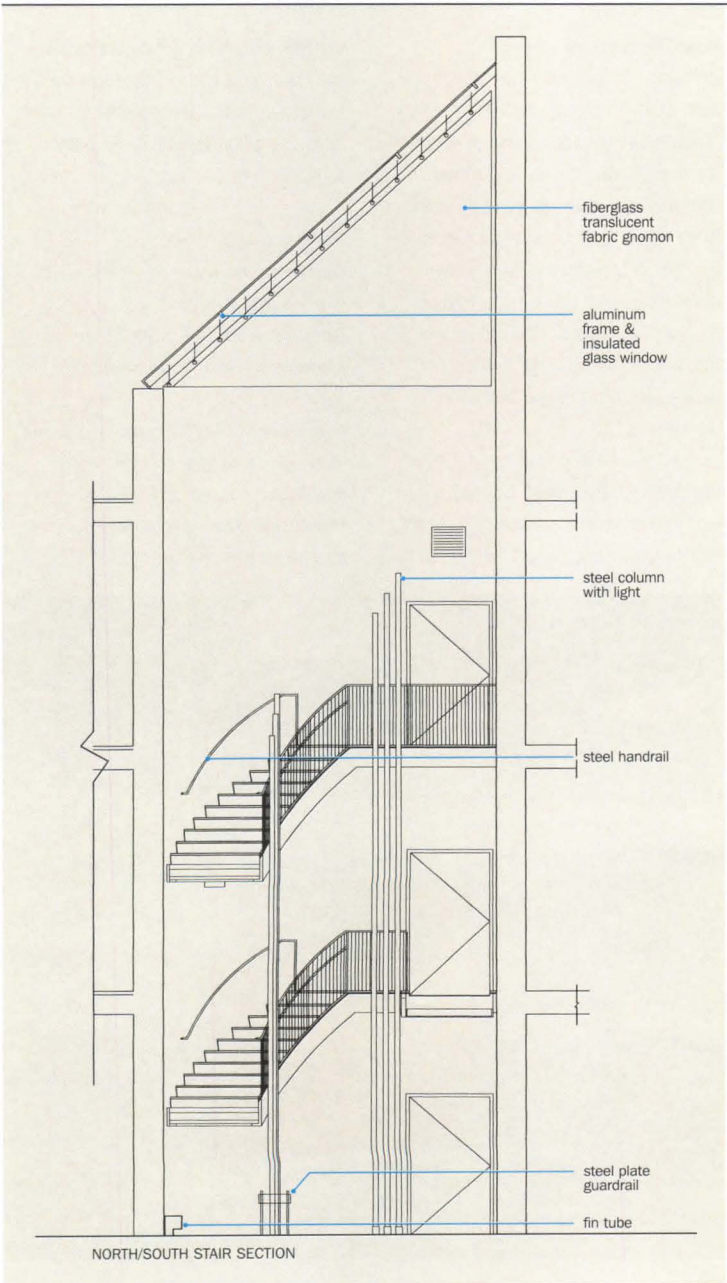 fiberglass
translucent
fabric gnomon
aluminum
frame &
insulated
glass window
steel column
with light
steel handrail
steel plate
guardrail
fin tube
NORTH/SOUTH STAIR SECTION